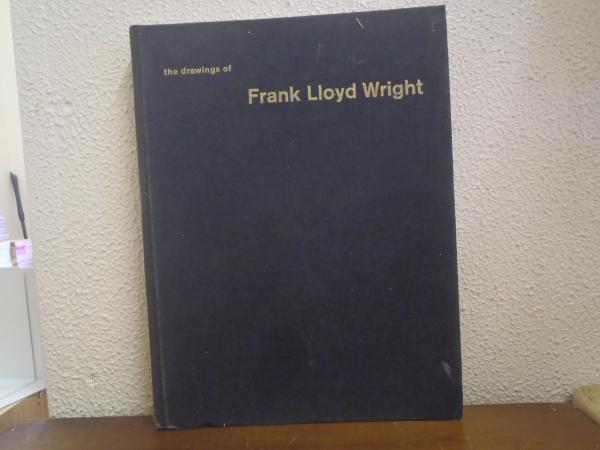 the drawings of
Frank Lloyd Wright